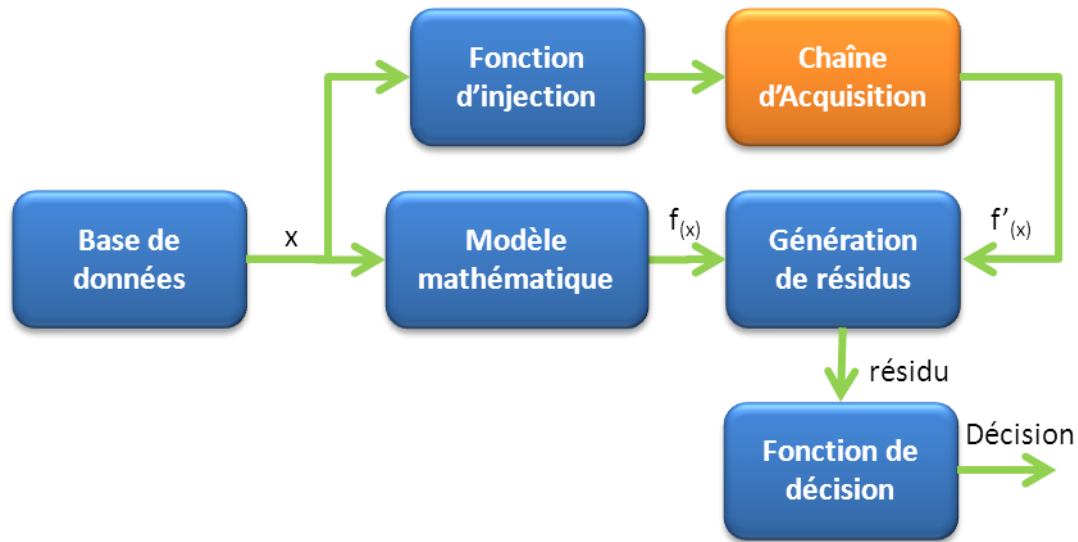 Fonction
d'injection
Chaîne
d'Acquisition
Base de
données
x
Modèle
mathématique
f(x)
Génération
de résidus
f'(x)
résidu
Fonction de
décision
Décision